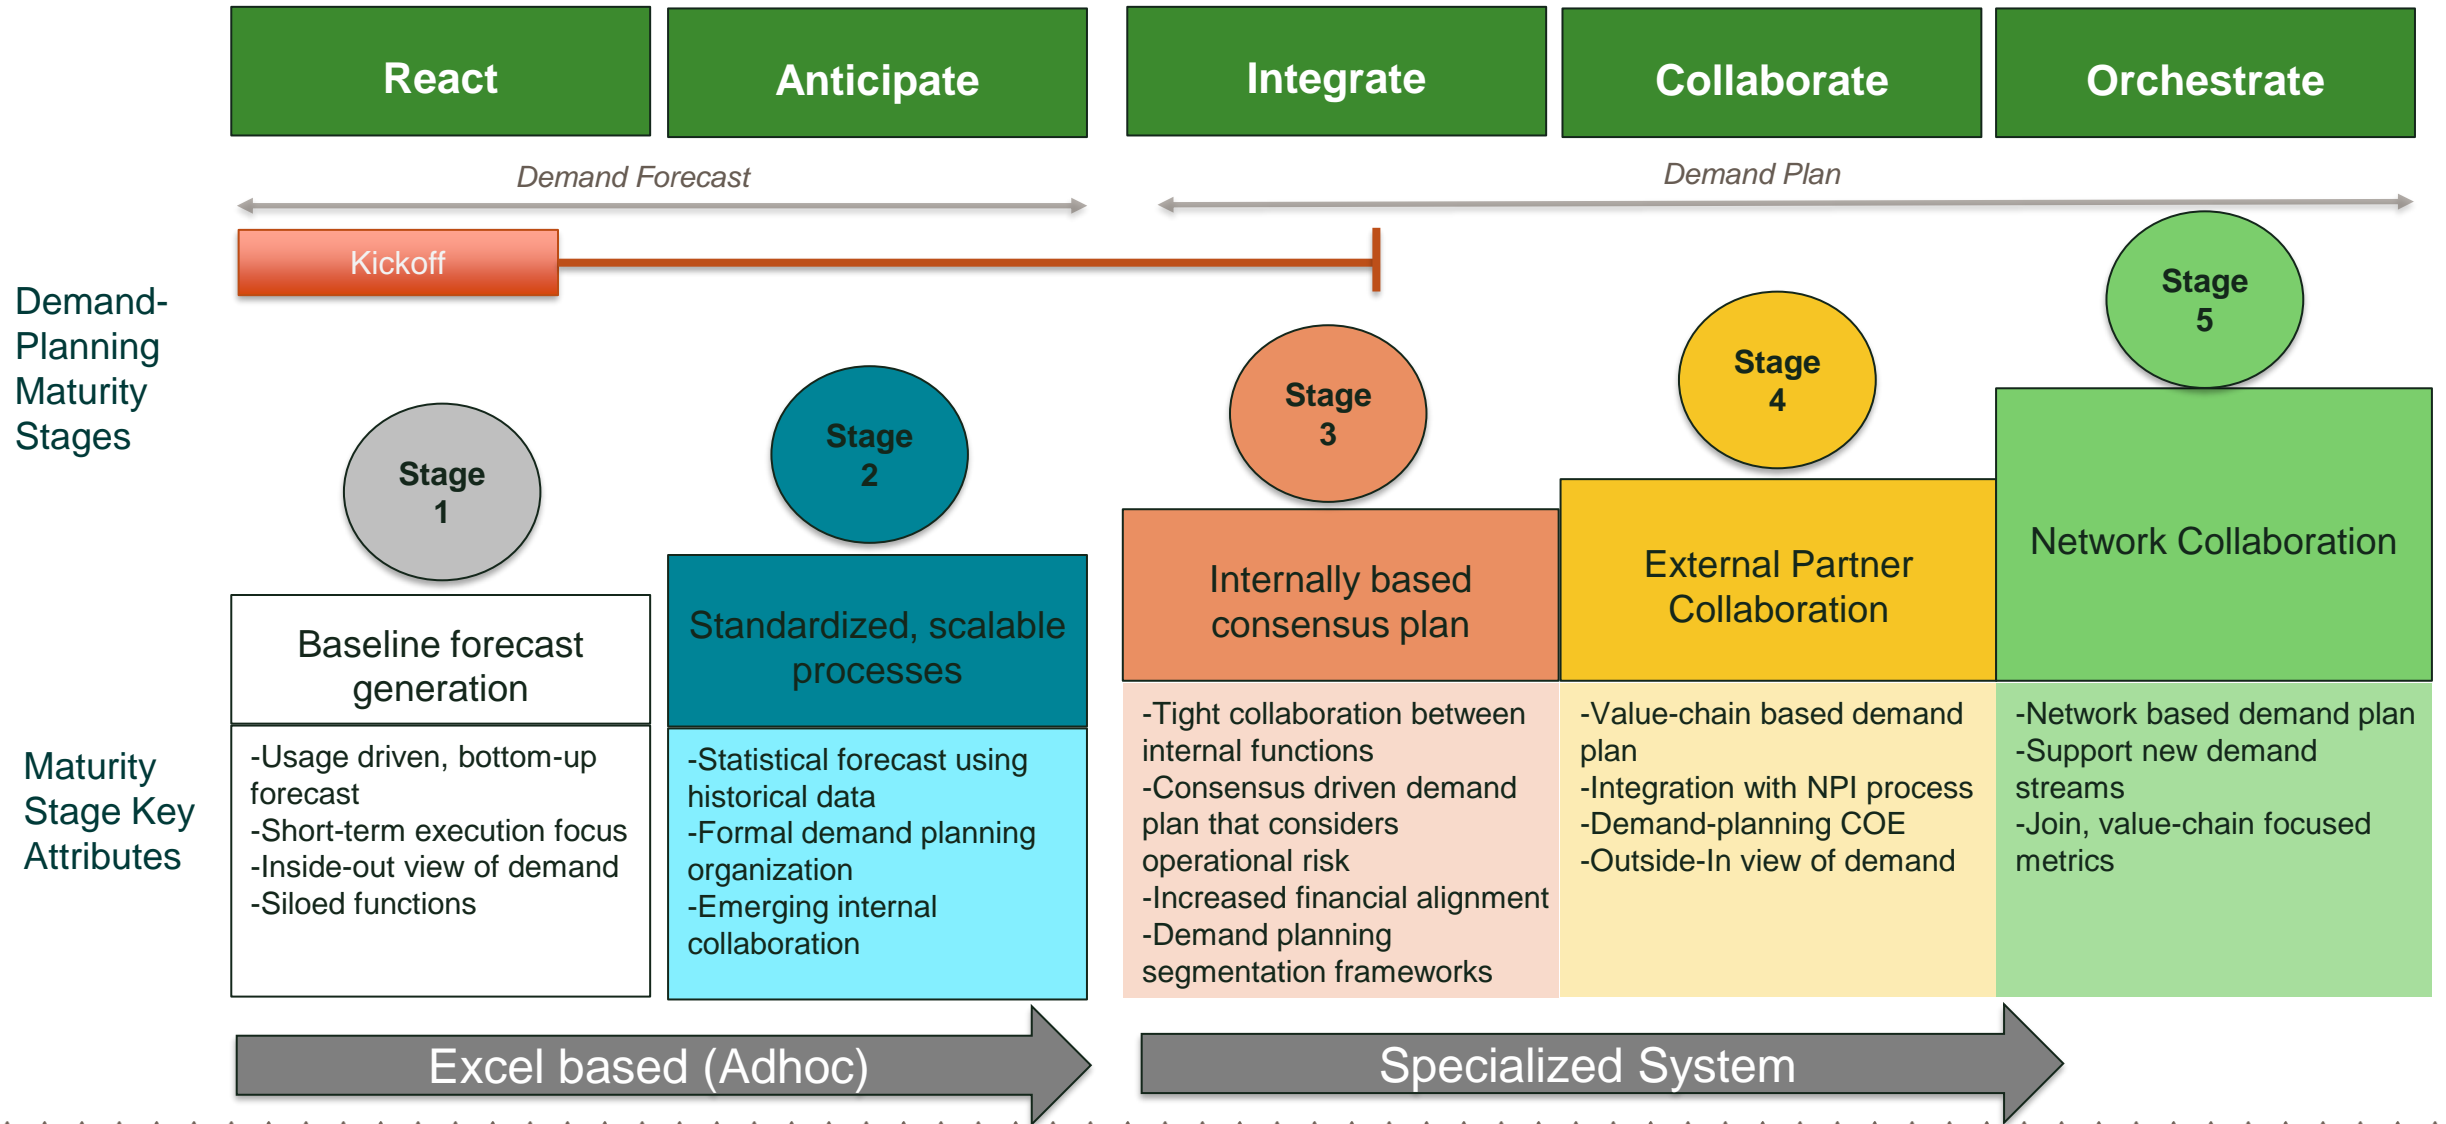 React
Anticipate
Integrate
Collaborate
Orchestrate
Demand Forecast
Demand Plan
Kickoff
Demand-
Planning
Maturity
Stages
Stage
1
Stage
2
Stage
3
Stage
4
Stage
5
Baseline forecast
generation
Standardized, scalable
processes
Internally based
consensus plan
External Partner
Collaboration
Network Collaboration
Maturity
Stage Key
Attributes
-Usage driven, bottom-up
forecast
-Short-term execution focus
-Inside-out view of demand
-Siloed functions
-Statistical forecast using
historical data
-Formal demand planning
organization
-Emerging internal
collaboration
-Tight collaboration between
internal functions
-Consensus driven demand
plan that considers
operational risk
-Increased financial alignment
-Demand planning
segmentation frameworks
-Value-chain based demand
plan
-Integration with NPI process
-Demand-planning COE
-Outside-In view of demand
-Network based demand plan
-Support new demand
streams
-Join, value-chain focused
metrics
Excel based (Adhoc)
Specialized System